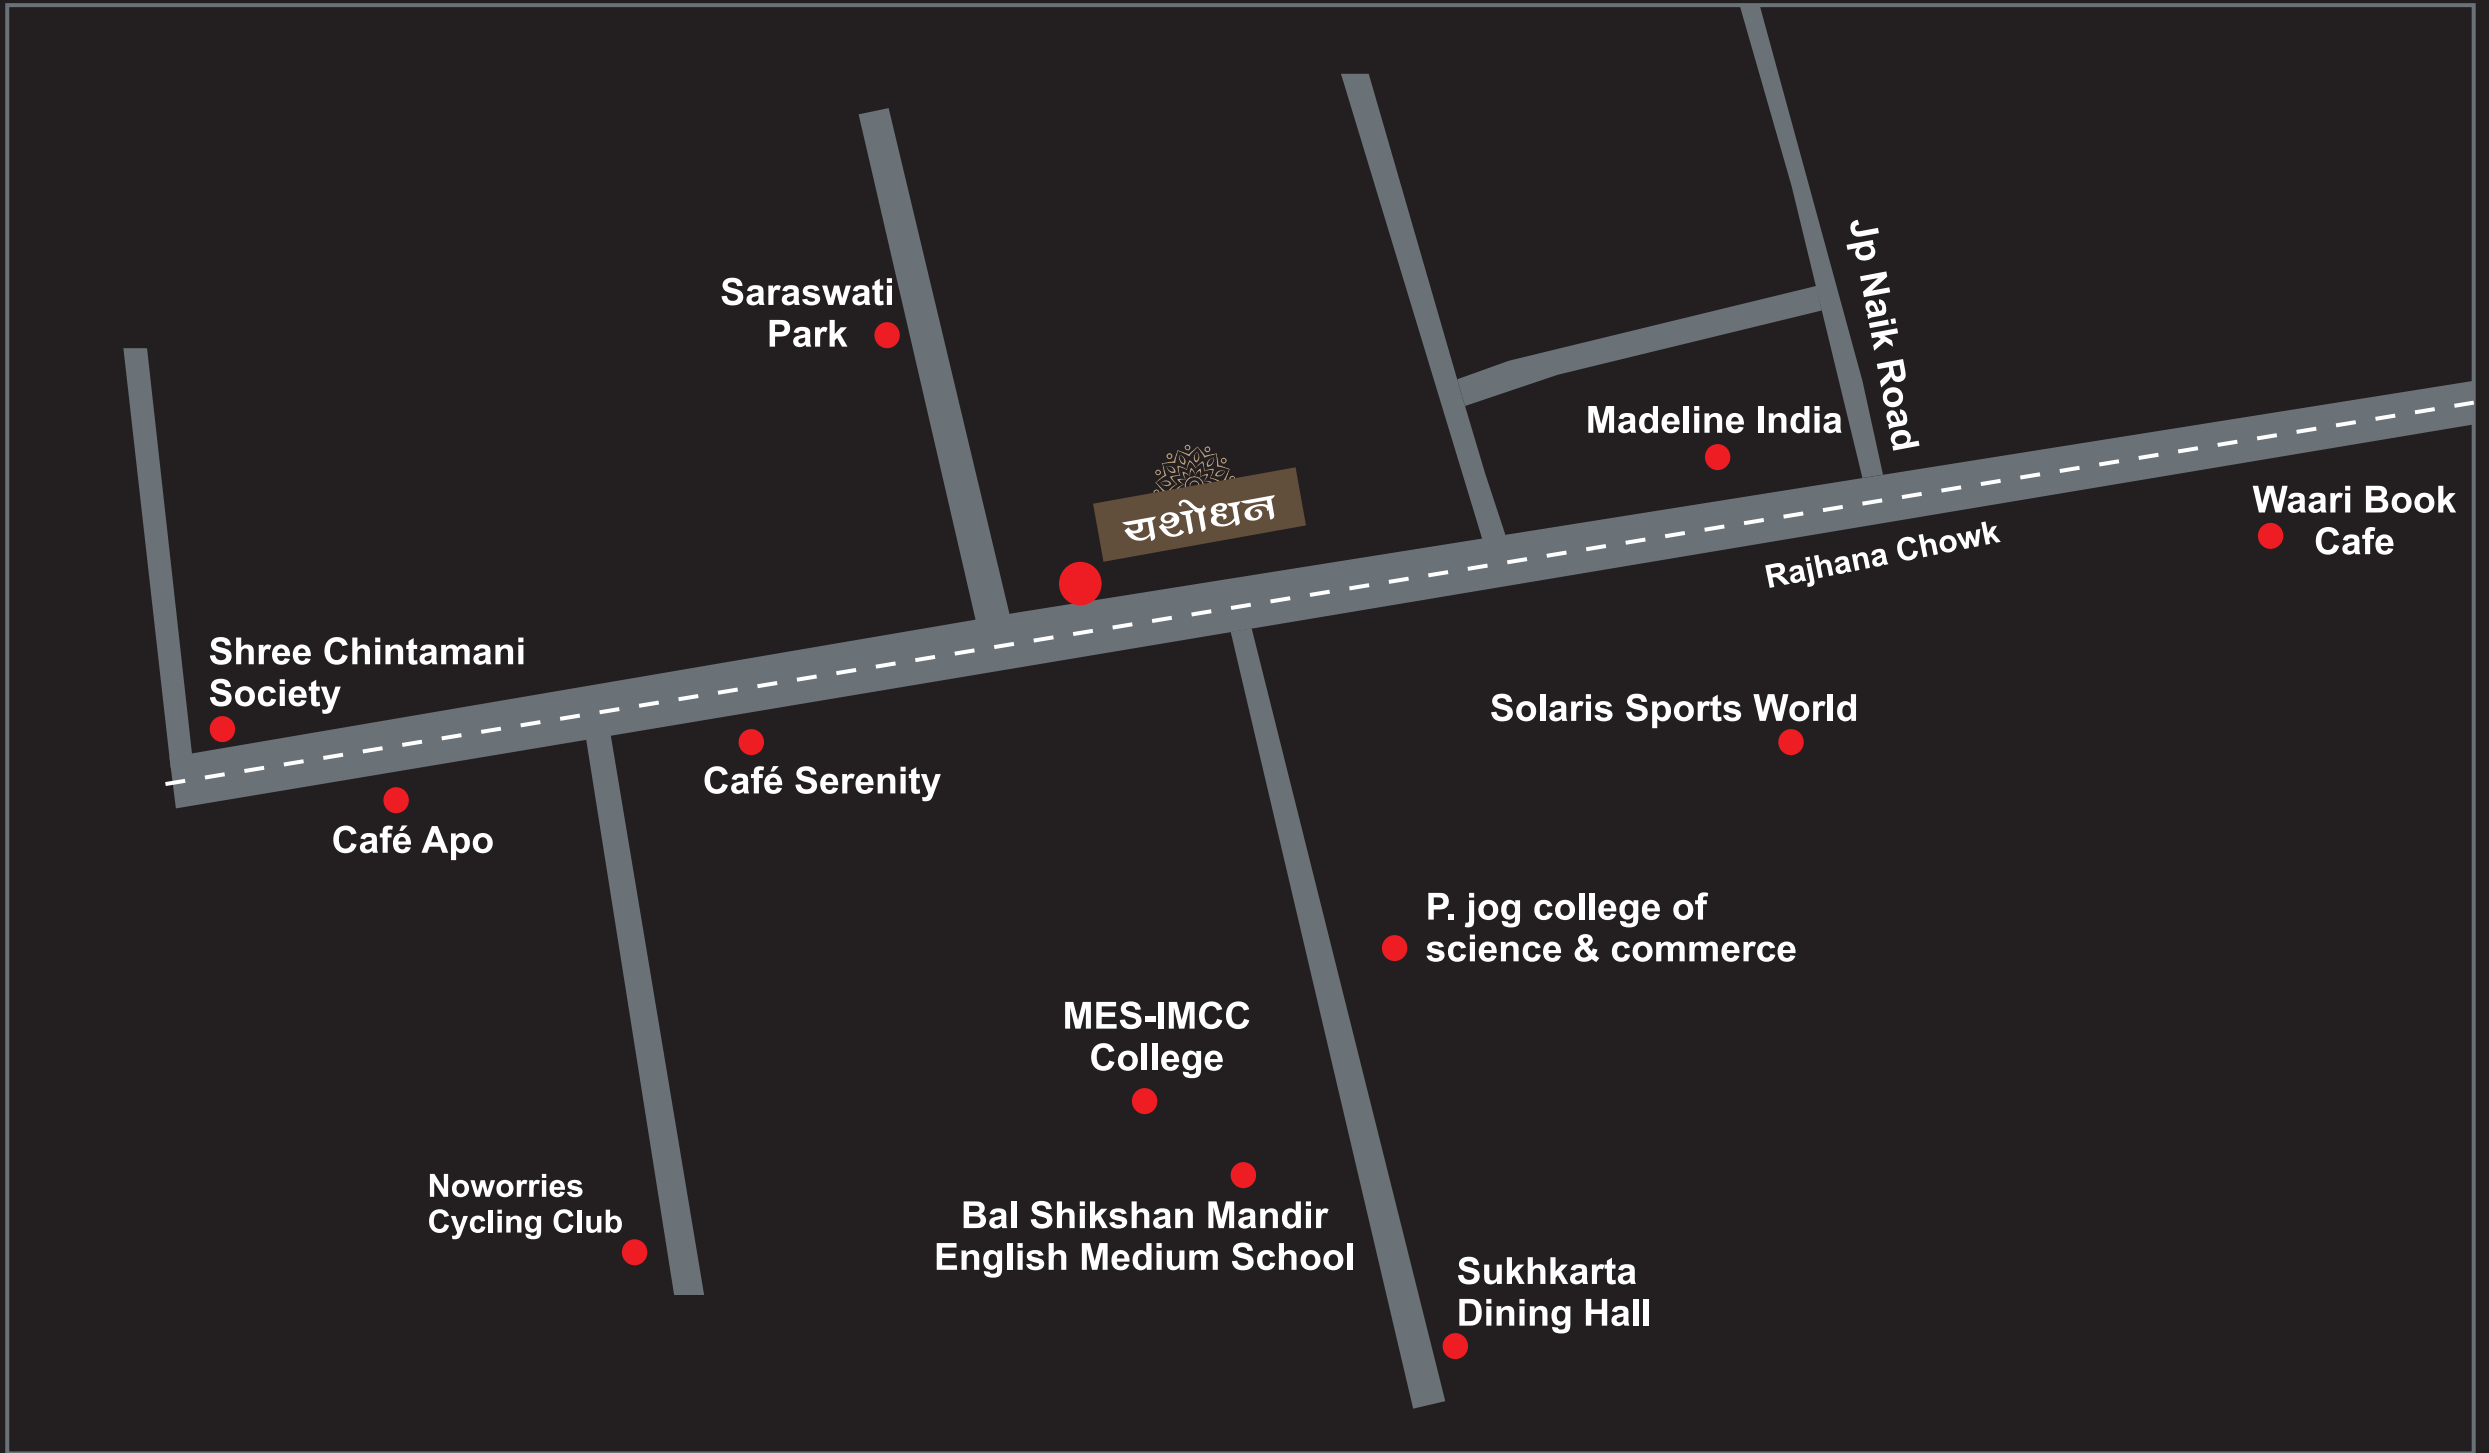 Jp Naik Road
Saraswati
Park
Madeline India
यशोधन
Waari Book
Cafe
Rajhana Chowk
Shree Chintamani
Society
Solaris Sports World
Café Serenity
Café Apo
P. jog college of
science & commerce
MES-IMCC
College
Noworries
Cycling Club
Bal Shikshan Mandir
English Medium School
Sukhkarta
Dining Hall